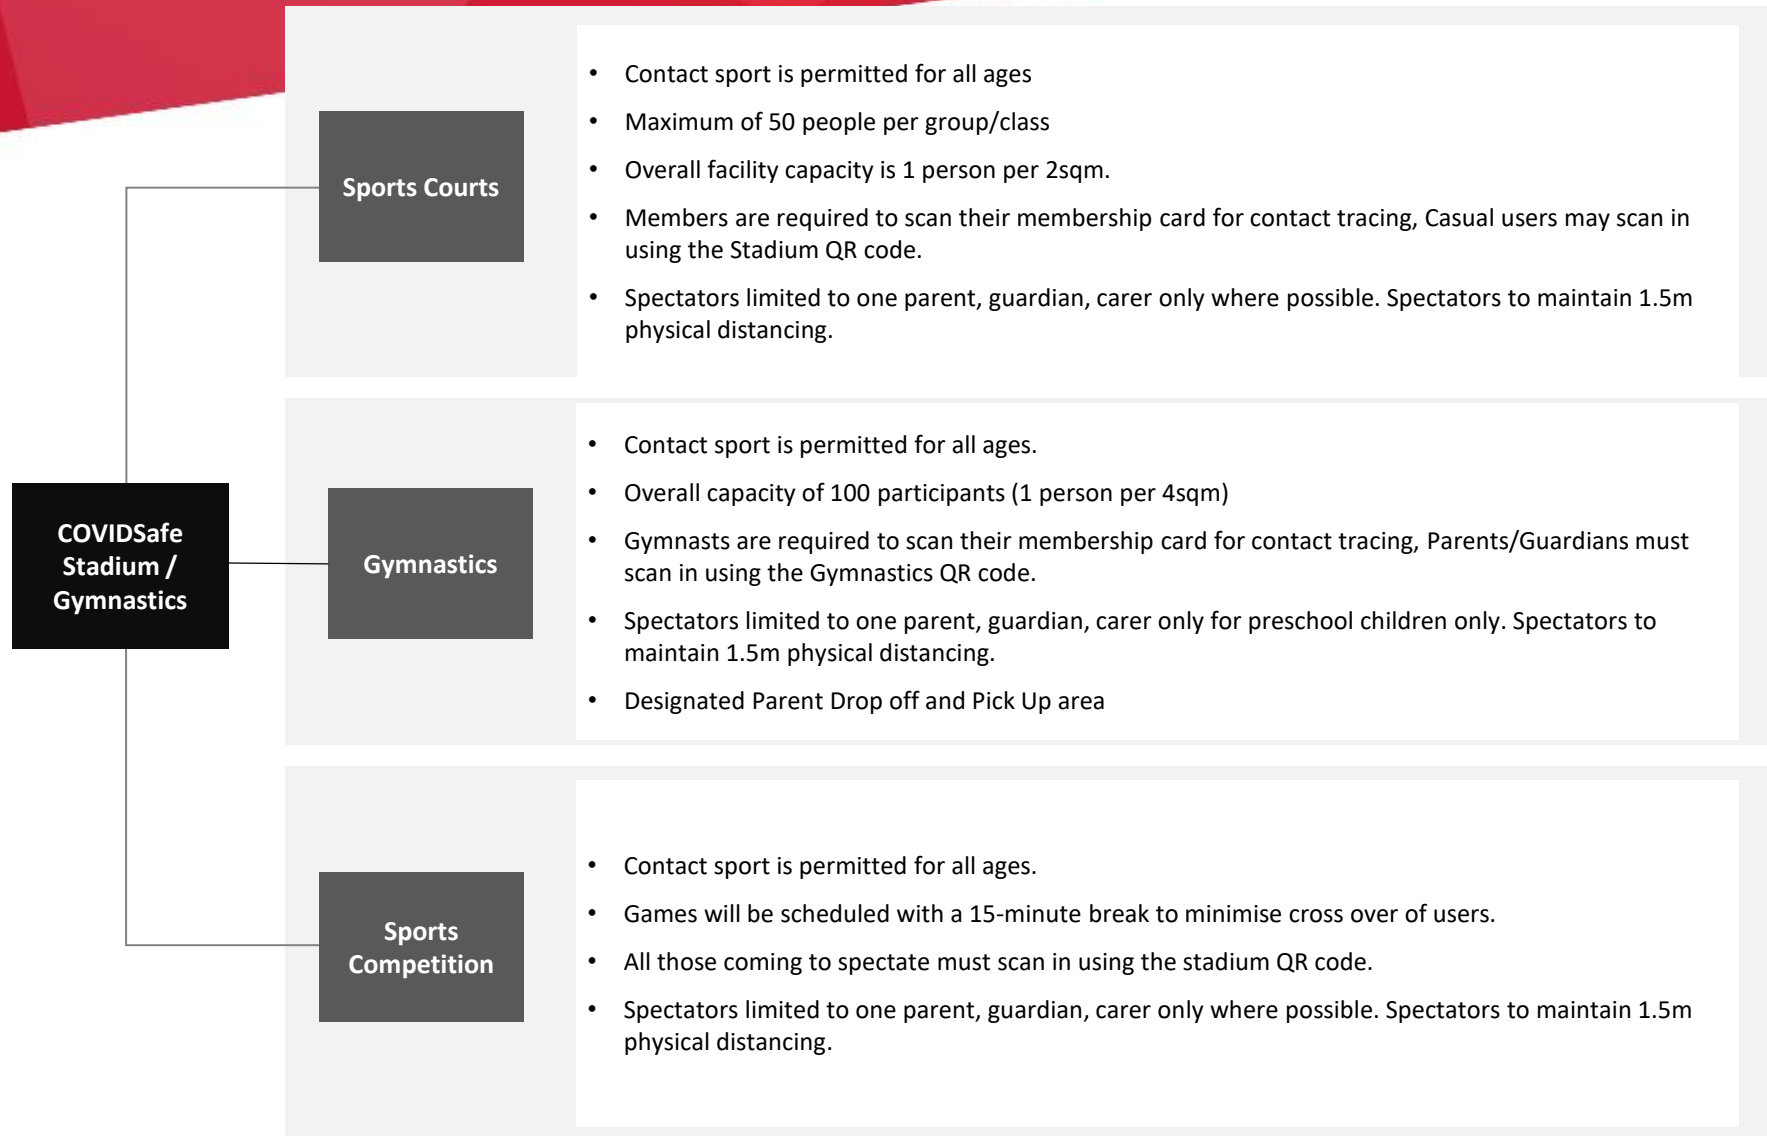 Sports Courts
• Contact sport is permitted for all ages
• Maximum of 50 people per group/class
• Overall facility capacity is 1 person per 2sqm.
• Members are required to scan their membership card for contact tracing, Casual users may scan in
using the Stadium QR code.
• Spectators limited to one parent, guardian, carer only where possible. Spectators to maintain 1.5m
physical distancing.
COVIDSafe
Stadium /
Gymnastics
Gymnastics
• Contact sport is permitted for all ages.
• Overall capacity of 100 participants (1 person per 4sqm)
• Gymnasts are required to scan their membership card for contact tracing, Parents/Guardians must
scan in using the Gymnastics QR code.
• Spectators limited to one parent, guardian, carer only for preschool children only. Spectators to
maintain 1.5m physical distancing.
• Designated Parent Drop off and Pick Up area
Sports
Competition
• Contact sport is permitted for all ages.
• Games will be scheduled with a 15-minute break to minimise cross over of users.
• All those coming to spectate must scan in using the stadium QR code.
• Spectators limited to one parent, guardian, carer only where possible. Spectators to maintain 1.5m
physical distancing.